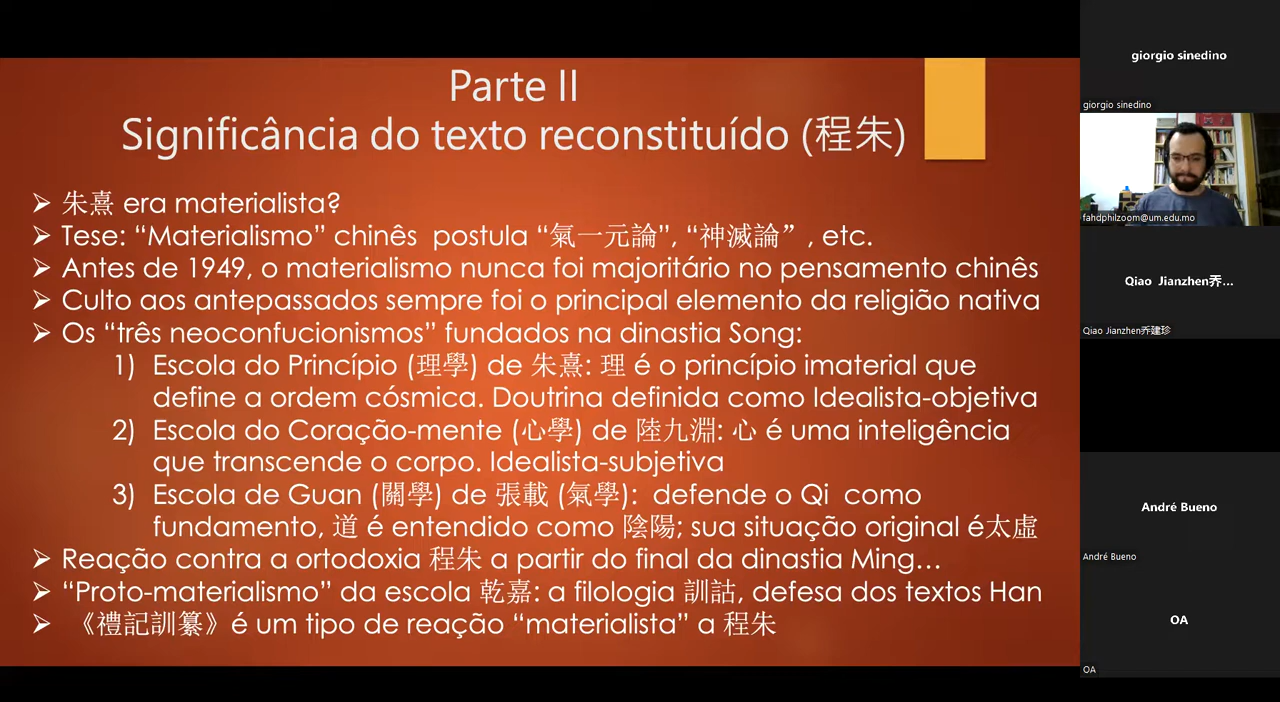 Parte II
Significância do texto reconstituído (程朱)
➢ 朱熹 era materialista?
➢ Tese: “Materialismo” chinês postula “氣一元論”, “神滅論” , etc.
➢ Antes de 1949, o materialismo nunca foi majoritário no pensamento chinês
➢ Culto aos antepassados sempre foi o principal elemento da religião nativa
➢ Os “três neoconfucionismos” fundados na dinastia Song:
1) Escola do Princípio (理學) de 朱熹: 理 é o princípio imaterial que
define a ordem cósmica. Doutrina definida como Idealista-objetiva
2) Escola do Coração-mente (心學) de 陸九淵: 心 é uma inteligência
que transcende o corpo. Idealista-subjetiva
3) Escola de Guan (關學) de 張載 (氣學): defende o Qi como
fundamento, 道 é entendido como 陰陽; sua situação original é太虛
➢ Reação contra a ortodoxia 程朱 a partir do final da dinastia Ming...
➢ “Proto-materialismo” da escola 乾嘉: a filologia 訓詁, defesa dos textos Han
➢ 《禮記訓纂》é um tipo de reação “materialista” a 程朱
giorgio sinedino
giorgio sinedino
fahdphilzoom@um.edu.mo
Qiao Jianzhen乔...
Qiao Jianzhen乔建珍
André Bueno
André Bueno
OA
OA